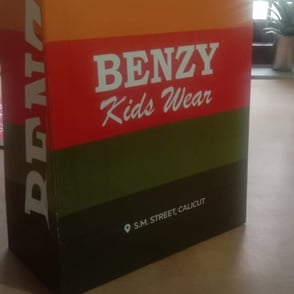 BENZY
Kids Wear
S.M. STREET, CALICUT